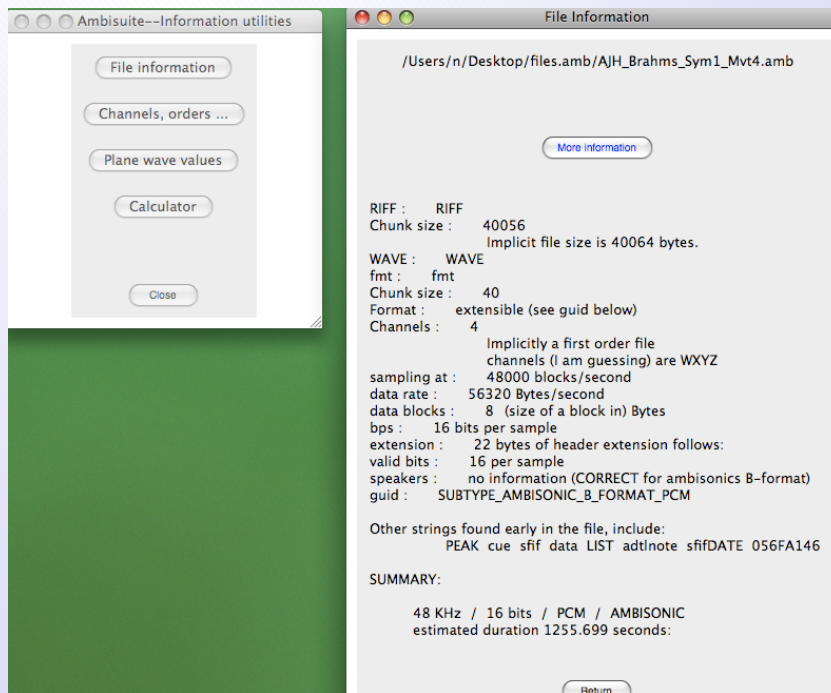 Ambisuite--Information utilities
File information
Channels, orders ...
Plane wave values
Calculator
Close
File Information
/Users/n/Desktop/files.amb/AJH_Brahms_Sym1_Mvt4.amb
More information
RIFF : RIFF
Chunk size : 40056
Implicit file size is 40064 bytes.
WAVE : WAVE
fmt : fmt
Chunk size : 40
Format : extensible (see guid below)
Channels : 4
Implicitly a first order file
channels (I am guessing) are WXYZ
sampling at : 48000 blocks/second
data rate : 56320 Bytes/second
data blocks : 8 (size of a block in) Bytes
bps : 16 bits per sample
extension : 22 bytes of header extension follows:
valid bits : 16 per sample
speakers : no information (CORRECT for ambisonics B-format)
guid : SUBTYPE_AMBISONIC_B_FORMAT_PCM
Other strings found early in the file, include:
PEAK cue sfif data LIST adtlnote sfifDATE 056FA146
SUMMARY:
48 KHz / 16 bits / PCM / AMBISONIC
estimated duration 1255.699 seconds:
Return